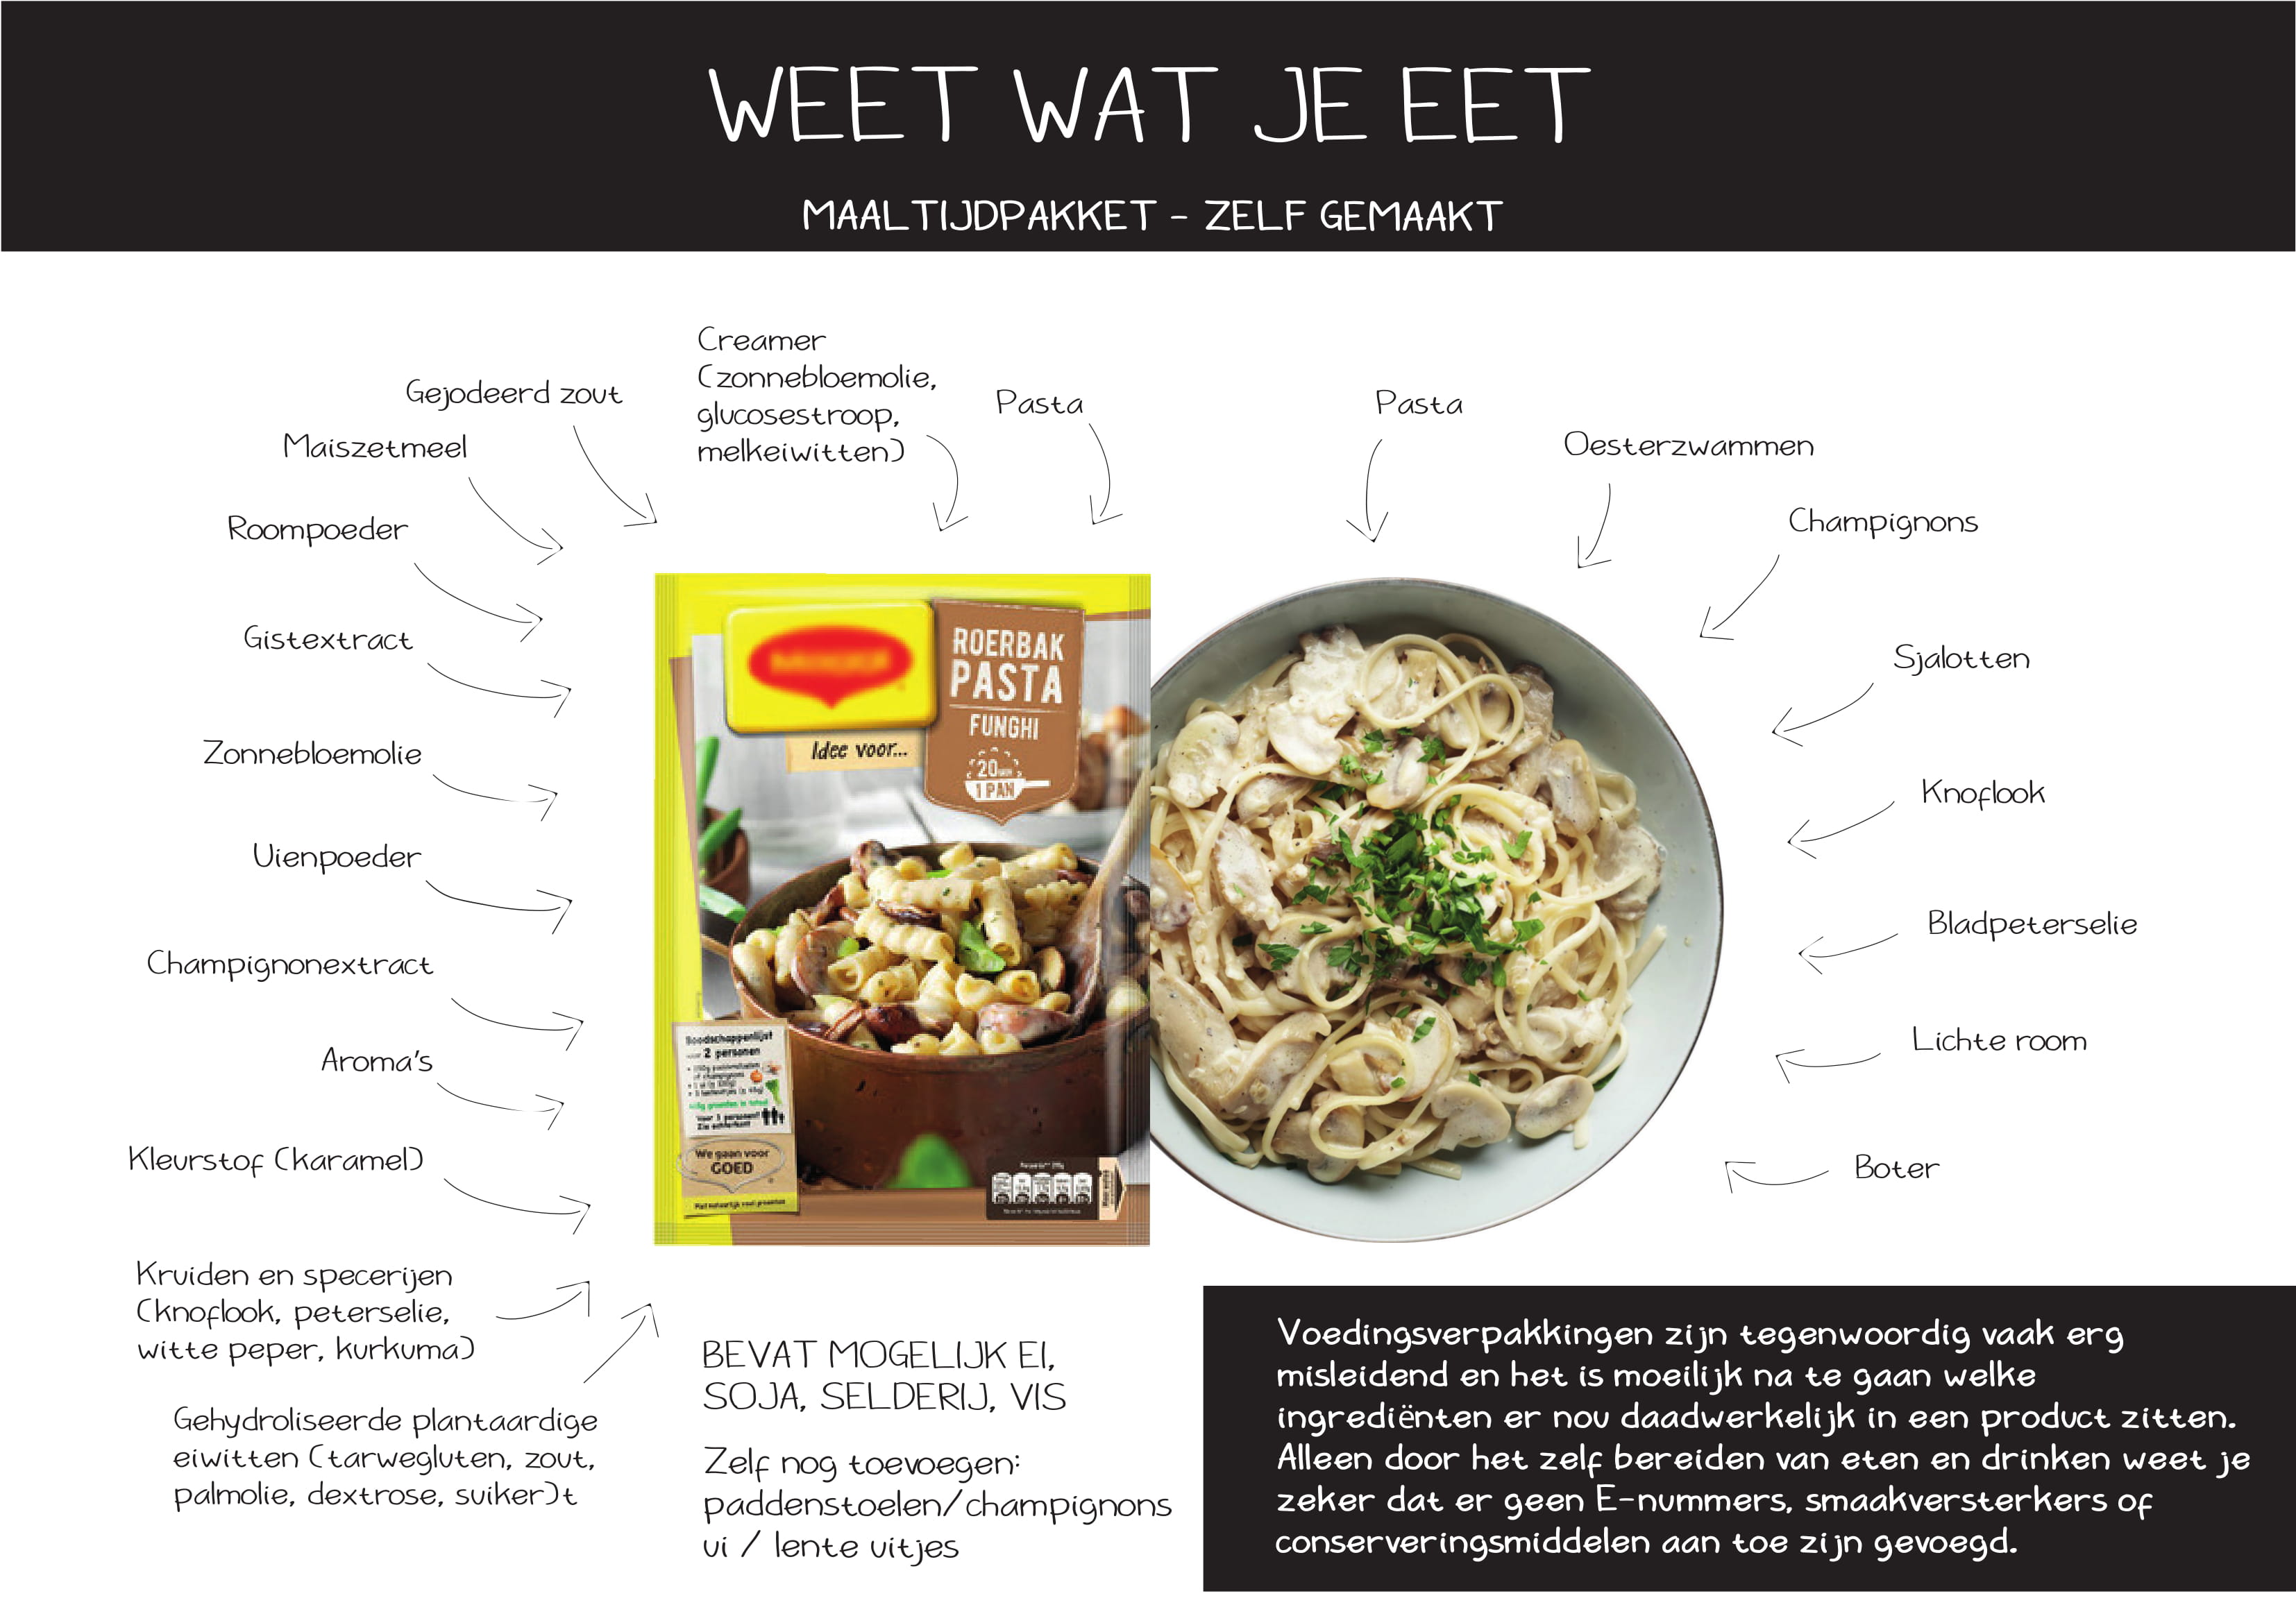 WEET WAT JE EET
MAALTIJDPAKKET - ZELF GEMAAKT
Creamer
(zonnebloemolie,
glucosestroop,
melkeiwitten)
Gejodeerd zout
Pasta
Pasta
Maiszetmeel
Oesterzwammen
Roompoeder
Champignons
Gistextract
Sjalotten
Zonnebloemolie
Knoflook
Uienpoeder
Bladpeterselie
Champignonextract
Lichte room
Aroma's
Boter
Kleurstof (karamel)
Kruiden en specerijen
(knoflook, peterselie,
witte peper, kurkuma)
Gehydroliseerde plantaardige
eiwitten (tarwegluten, zout,
palmolie, dextrose, suiker)t
ROERBAK
PASTA
FUNGHI
20
1 PAN
Idee voor...
Boodschappenlijst
voor 2 personen
voor 3 personen?
Zie achterkant
We gaan voor
GOED
BEVAT MOGELIJK EI,
SOJA, SELDERIJ, VIS
Zelf nog toevoegen:
paddenstoelen/champignons
ui / lente uitjes
Voedingsverpakkingen zijn tegenwoordig vaak erg
misleidend en het is moeilijk na te gaan welke
ingrediënten er nou daadwerkelijk in een product zitten.
Alleen door het zelf bereiden van eten en drinken weet je
zeker dat er geen E-nummers, smaakversterkers of
conserveringsmiddelen aan toe zijn gevoegd.